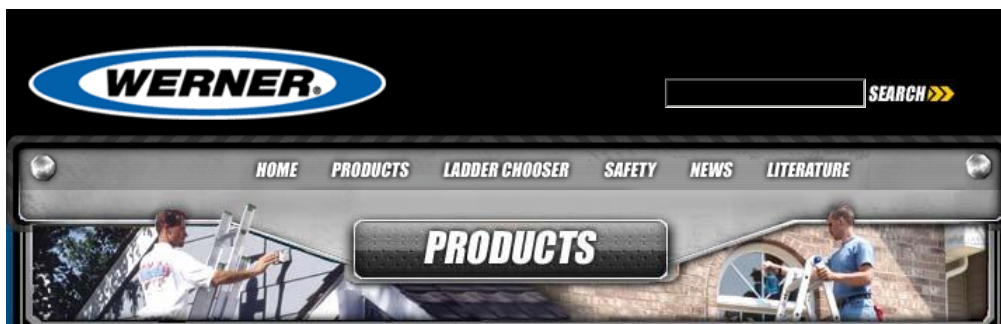 WERNER®
SEARCH
HOME PRODUCTS LADDER CHOOSER SAFETY NEWS LITERATURE
PRODUCTS